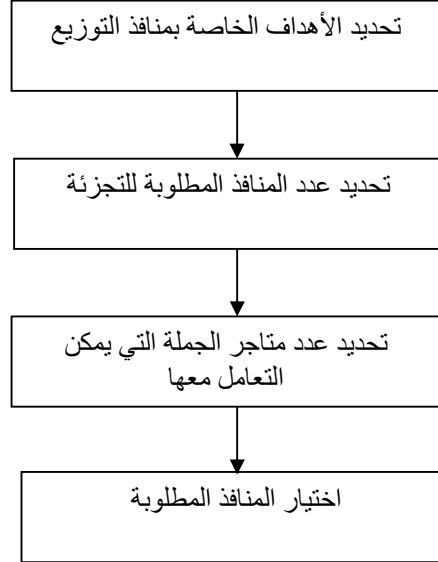 تحديد الأهداف الخاصة بمنافذ التوزيع
تحديد عدد المنافذ المطلوبة للتجزئة
تحديد عدد متاجر الجملة التي يمكن
التعامل معها
اختيار المنافذ المطلوبة